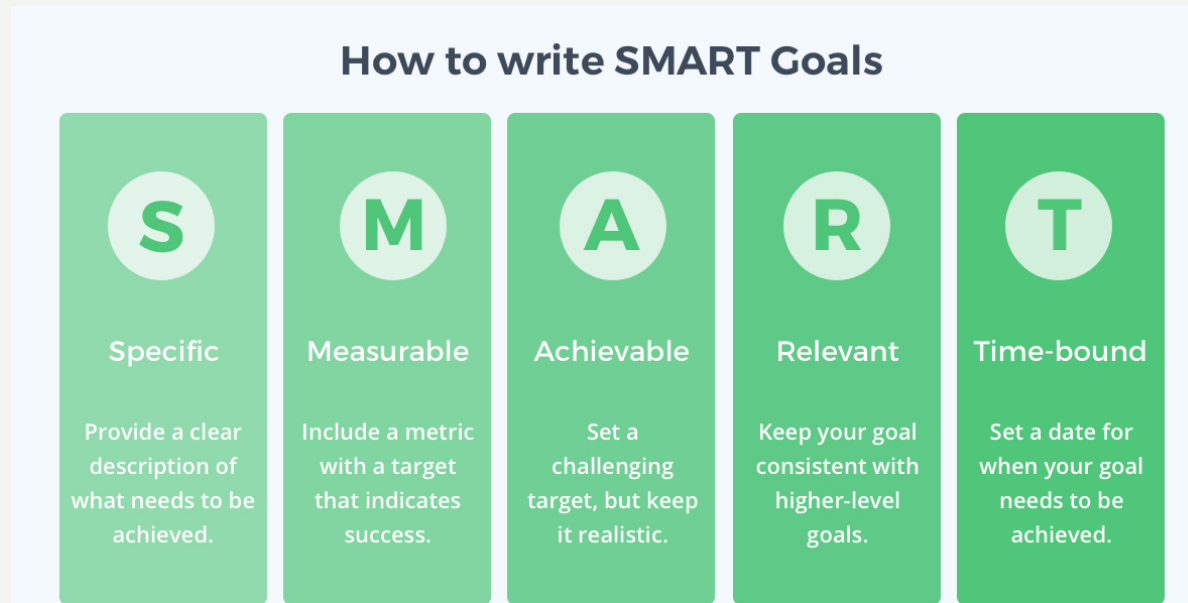 How to write SMART Goals
S
Specific
Provide a clear
description of
what needs to be
achieved.
M
Measurable
Include a metric
with a target
that indicates
success.
A
Achievable
Set a
challenging
target, but keep
it realistic.
R
Relevant
Keep your goal
consistent with
higher-level
goals.
T
Time-bound
Set a date for
when your goal
needs to be
achieved.